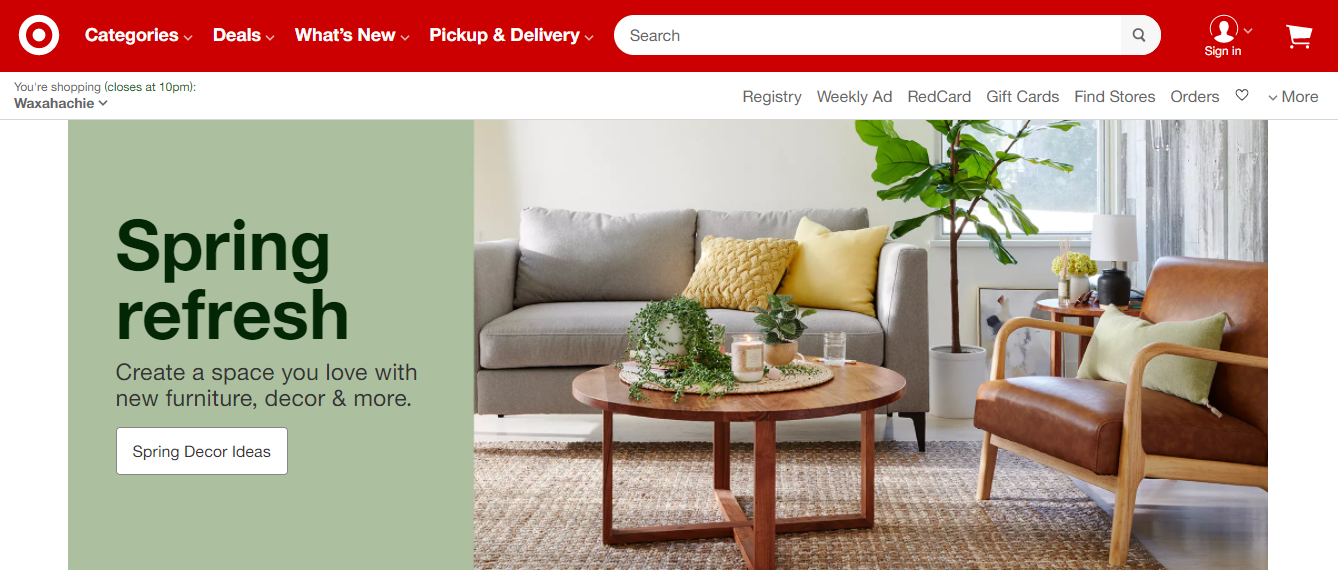 Categories Deals What's New Pickup & Delivery Search
Sign in
You're shopping (closes at 10pm):
Waxahachie
Registry Weekly Ad RedCard Gift Cards Find Stores Orders More
Spring
refresh
Create a space you love with
new furniture, decor & more.
Spring Decor Ideas